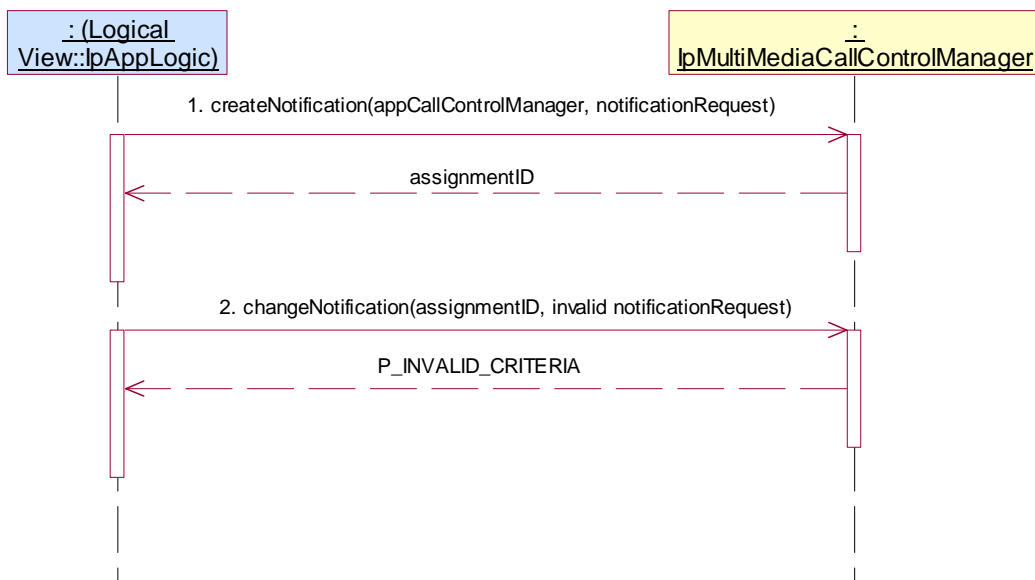 : (Logical
View::IpAppLogic)
:
IpMultiMediaCallControlManager
1. createNotification(appCallControlManager, notificationRequest)
assignmentID
2. changeNotification(assignmentID, invalid notificationRequest)
P_INVALID_CRITERIA